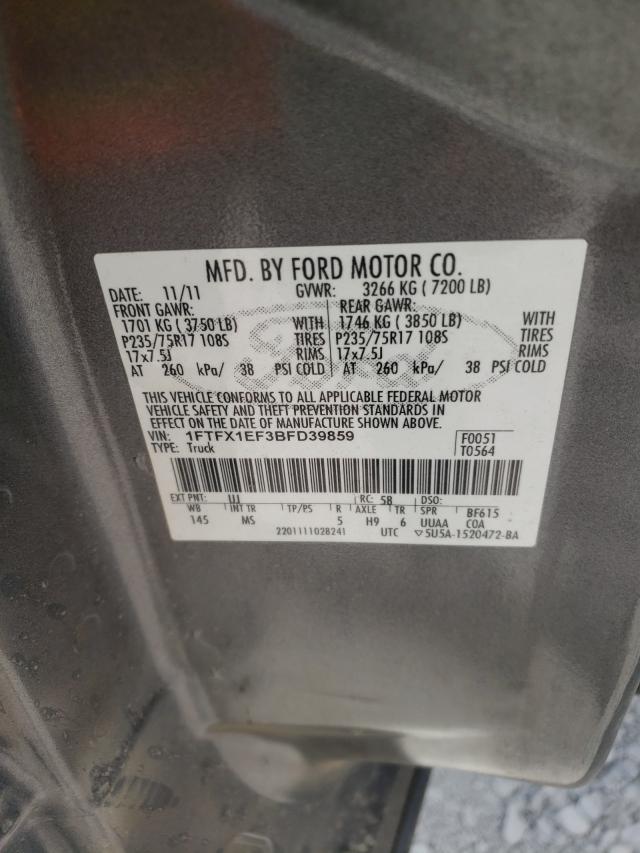 MFD. BY FORD MOTOR CO.
DATE: 11/11 GVWR: 3266 KG ( 7200 LB)
FRONT GAWR: REAR GAWR:
1701 KG ( 3750 LB) WITH 1746 KG ( 3850 LB) WITH
P235/75R17 108S TIRES P235/75R17 108S TIRES
17x7.5J RIMS 17x7.5J RIMS
AT 260 kPa/ 38 PSI COLD AT 260 kPa/ 38 PSI COLD
THIS VEHICLE CONFORMS TO ALL APPLICABLE FEDERAL MOTOR
VEHICLE SAFETY AND THEFT PREVENTION STANDARDS IN
EFFECT ON THE DATE OF MANUFACTURE SHOWN ABOVE.
VIN: 1FTFX1EF3BFD39859 F0051
TYPE: Truck T0564
EXT PNT: UJ RC: 5B DSO:
WB INT TR TP/PS R AXLE TR SPR BF615
145 MS 5 H9 6 UUAA COA
2201111028241 UTC ▽5U5A-1520472-BA
Ford